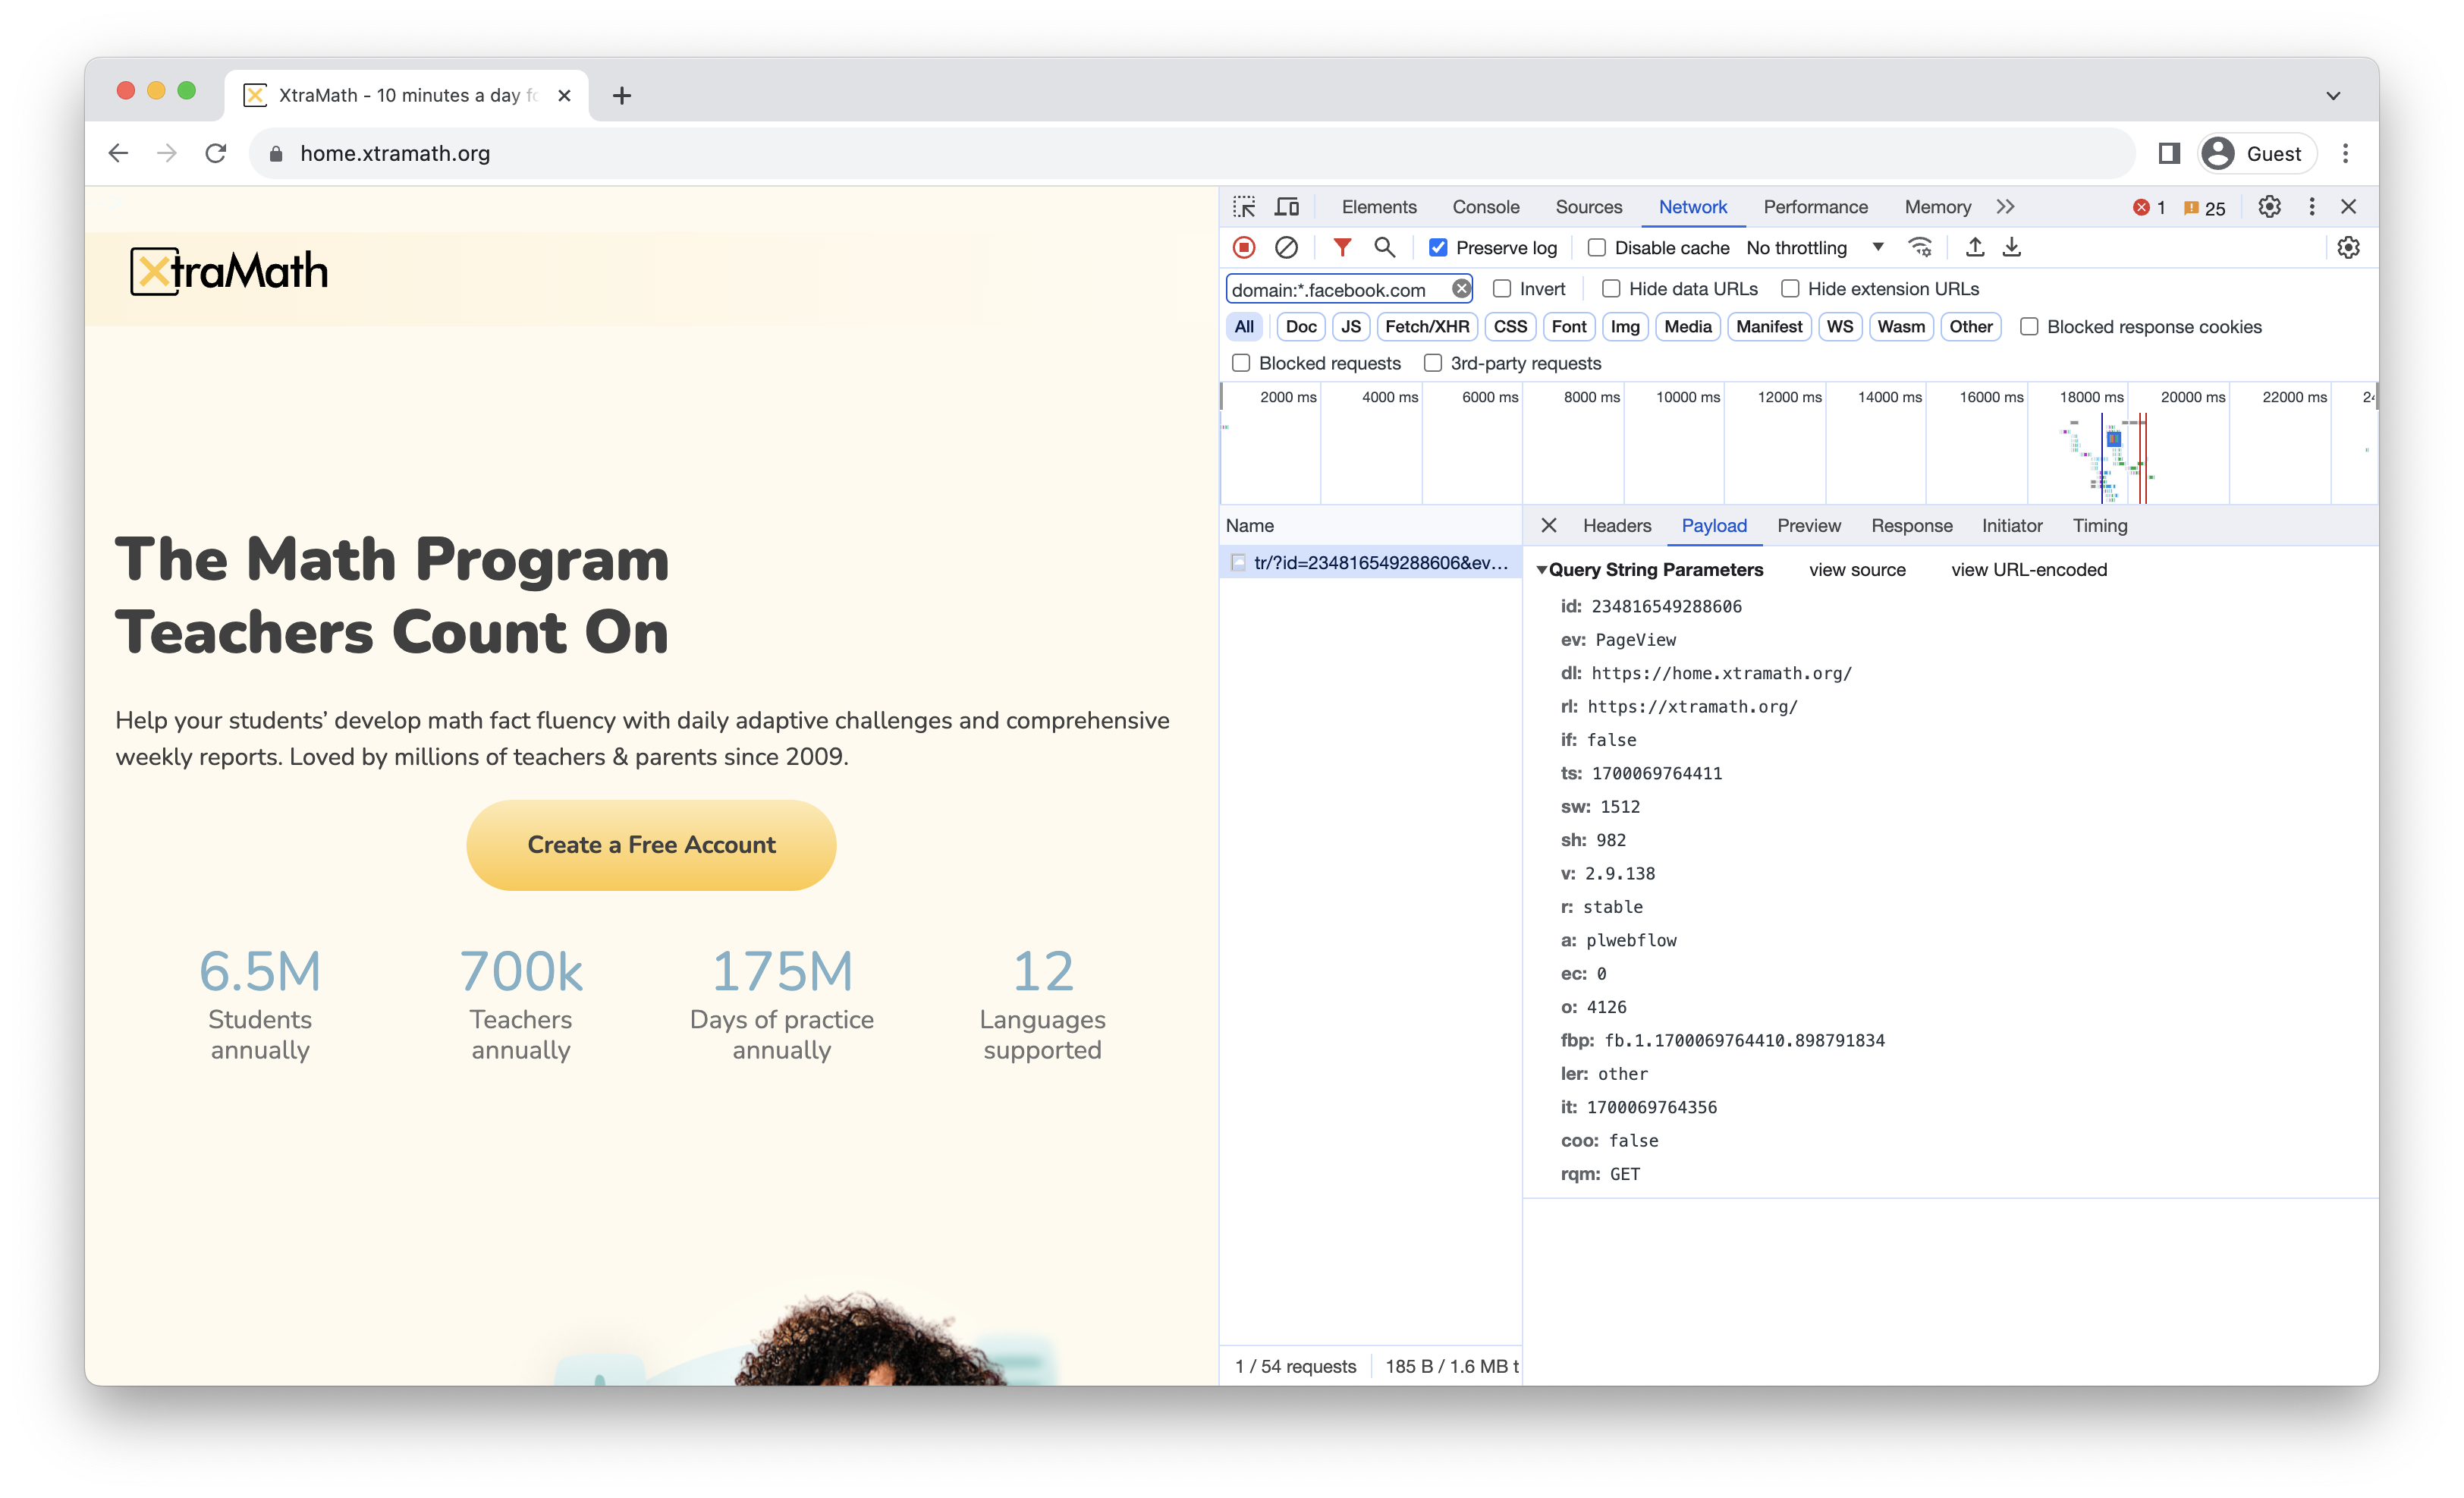 XtraMath - 10 minutes a day fo
home.xtramath.org
Guest
XtraMath
The Math Program
Teachers Count On
Help your students’ develop math fact fluency with daily adaptive challenges and comprehensive
weekly reports. Loved by millions of teachers & parents since 2009.
Create a Free Account
6.5M 700k 175M 12
Students Teachers Days of practice Languages
annually annually annually supported
Elements Console Sources Network Performance Memory 1 25
Preserve log Disable cache No throttling
domain:*.facebook.com Invert Hide data URLs Hide extension URLs
All Doc JS Fetch/XHR CSS Font Img Media Manifest WS Wasm Other Blocked response cookies
Blocked requests 3rd-party requests
2000 ms 4000 ms 6000 ms 8000 ms 10000 ms 12000 ms 14000 ms 16000 ms 18000 ms 20000 ms 22000 ms
Name Headers Payload Preview Response Initiator Timing
tr/?id=234816549288606&ev...
Query String Parameters view source view URL-encoded
id: 234816549288606
ev: PageView
dl: https://home.xtramath.org/
rl: https://xtramath.org/
if: false
ts: 1700069764411
sw: 1512
sh: 982
v: 2.9.138
r: stable
a: plwebflow
ec: 0
o: 4126
fbp: fb.1.1700069764410.898791834
ler: other
it: 1700069764356
coo: false
rqm: GET
1 / 54 requests 185 B / 1.6 MB t